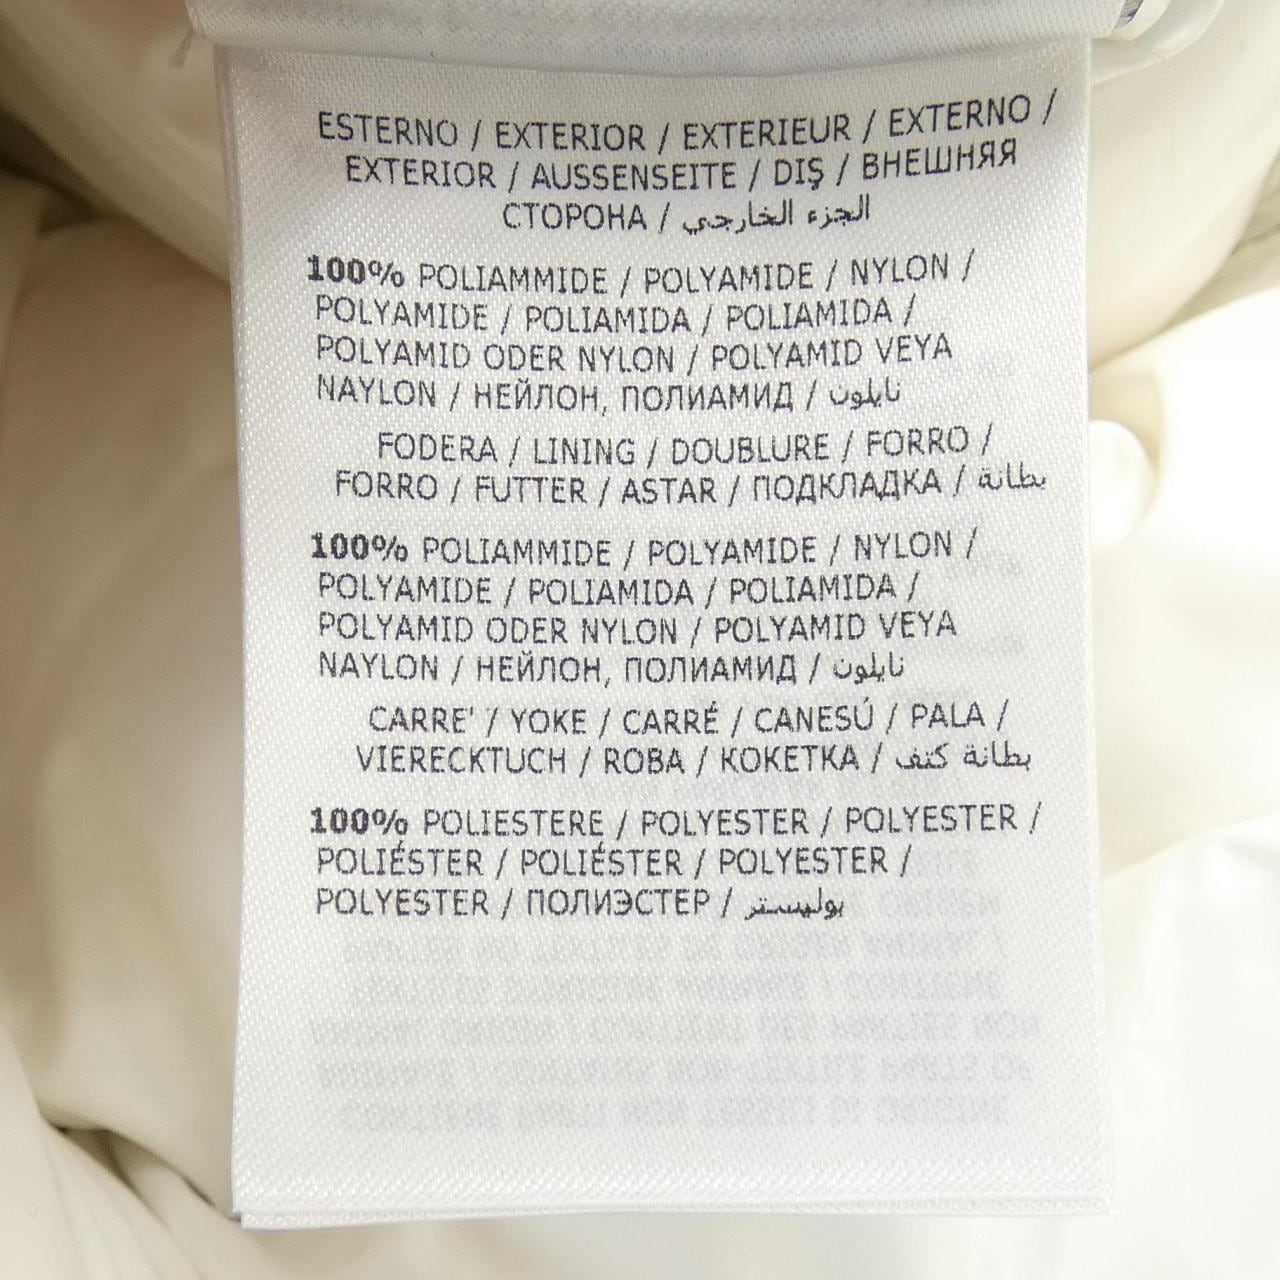 ESTERNO / EXTERIOR / EXTERIEUR / EXTERNO /
EXTERIOR / AUSSENSEITE / DIŞ / ВНЕШНЯЯ
СТОРОНА / الجزء الخارجي
100% POLIAMMIDE / POLYAMIDE / NYLON /
POLYAMIDE / POLIAMIDA / POLIAMIDA /
POLYAMID ODER NYLON / POLYAMID VEYA
NAYLON / НЕЙЛОН, ПОЛИАМИД / نايلون
FODERA / LINING / DOUBLURE / FORRO /
FORRO / FUTTER / ASTAR / ПОДКЛАДКА / بطانة
100% POLIAMMIDE / POLYAMIDE / NYLON /
POLYAMIDE / POLIAMIDA / POLIAMIDA /
POLYAMID ODER NYLON / POLYAMID VEYA
NAYLON / НЕЙЛОН, ПОЛИАМИД / نايلون
CARRE' / YOKE / CARRÉ / CANESÚ / PALA /
VIERECKTUCH / ROBA / КОКЕТКА / بطانة كتف
100% POLIESTERE / POLYESTER / POLYESTER /
POLIÉSTER / POLIÉSTER / POLYESTER /
POLYESTER / ПОЛИЭСТЕР / بوليستر